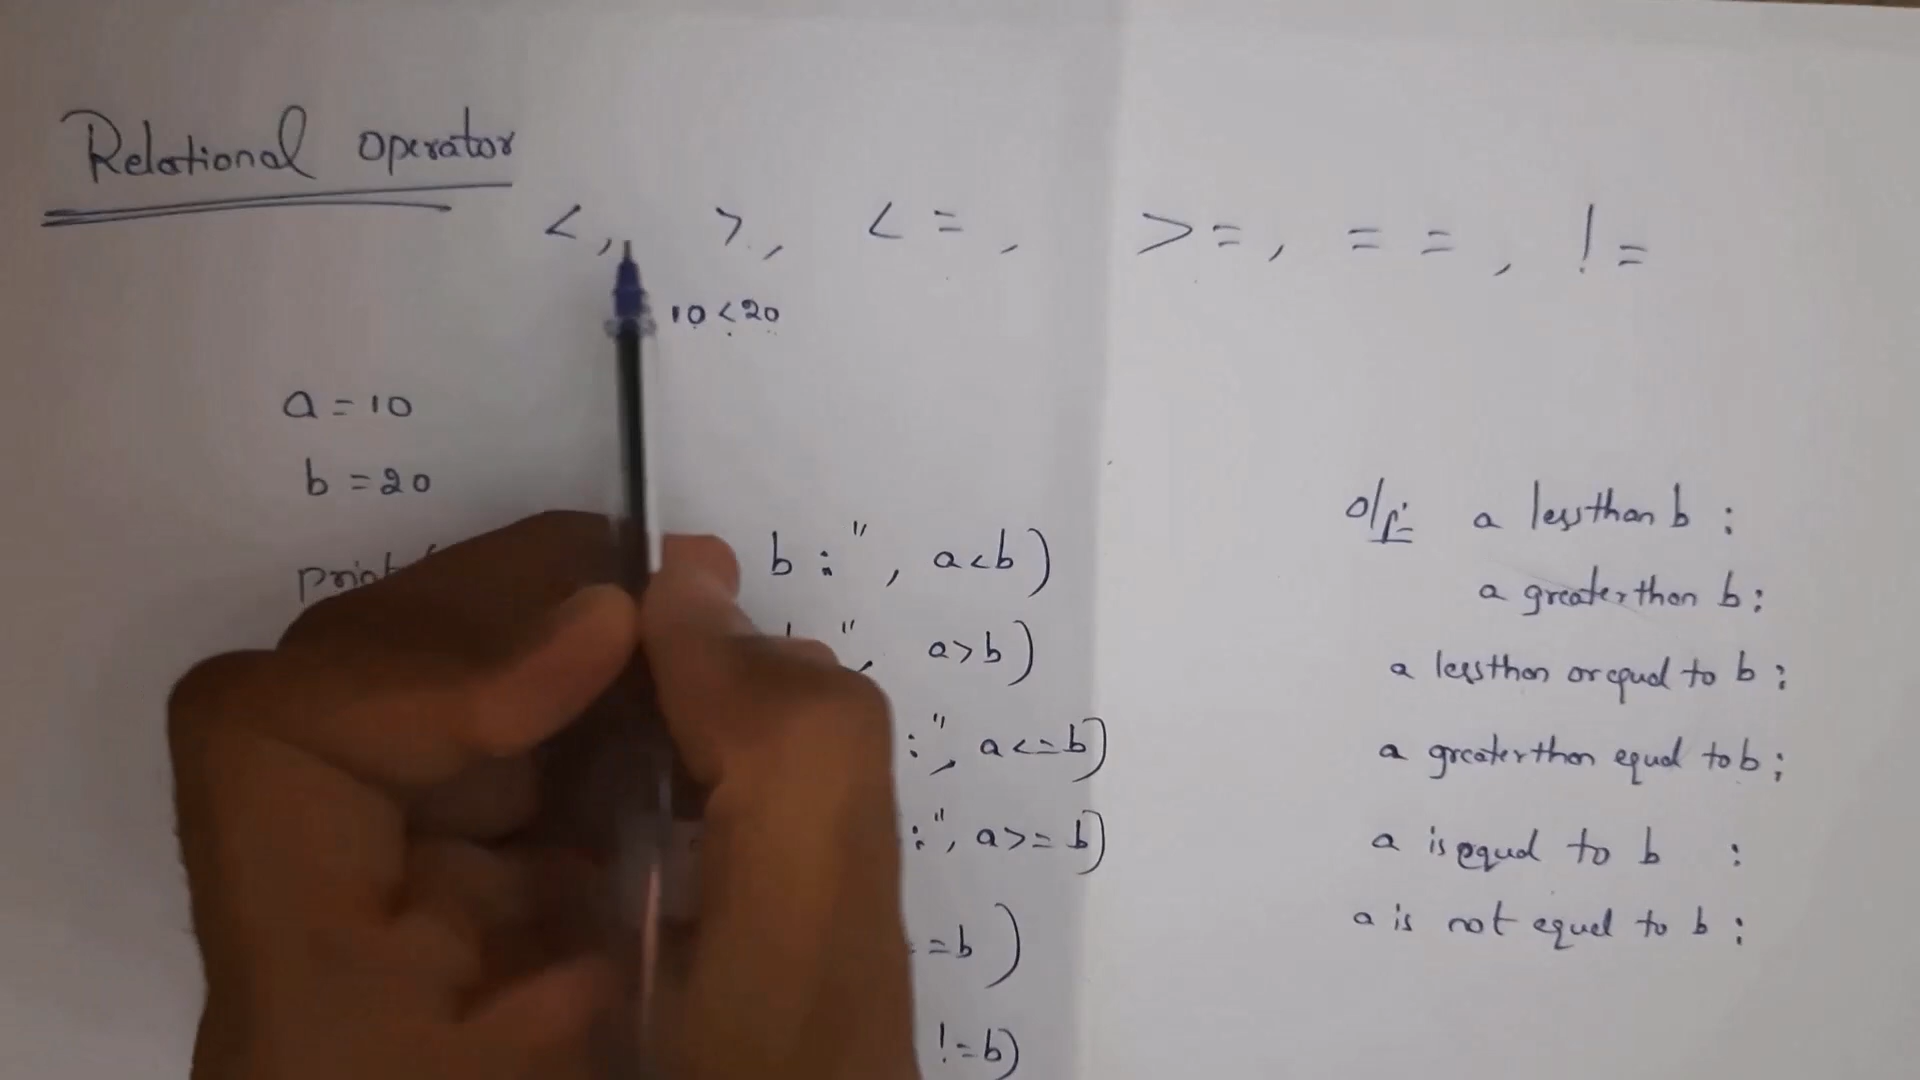 Relational operator
<, >, <=, >=, ==, !=
10<20
a=10
b=20
print b:", a<b)
", a>b)
:", a<=b)
:", a>=b)
=b)
!=b)
o/p:- a lessthan b :
a greaterthan b:
a lessthan or equal to b :
a greaterthan equal to b ;
a is equal to b :
a is not equal to b :